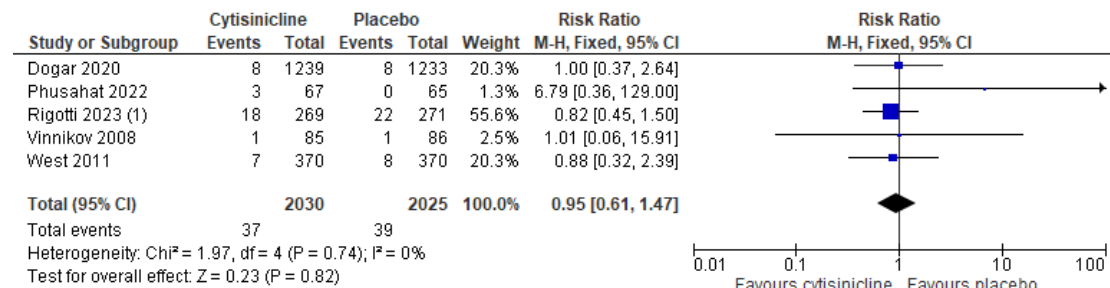 Cytisinicline Placebo Risk Ratio Risk Ratio
Study or Subgroup Events Total Events Total Weight M-H, Fixed, 95% CI M-H, Fixed, 95% CI
Dogar 2020 8 1239 8 1233 20.3% 1.00 [0.37, 2.64]
Phusahat 2022 3 67 0 65 1.3% 6.79 [0.36, 129.00]
Rigotti 2023 (1) 18 269 22 271 55.6% 0.82 [0.45, 1.50]
Vinnikov 2008 1 85 1 86 2.5% 1.01 [0.06, 15.91]
West 2011 7 370 8 370 20.3% 0.88 [0.32, 2.39]
Total (95% CI) 2030 2025 100.0% 0.95 [0.61, 1.47]
Total events 37 39
Heterogeneity: Chi² = 1.97, df = 4 (P = 0.74); I² = 0%
Test for overall effect: Z = 0.23 (P = 0.82)
0.01 0.1 1 10 100
Favours cytisinicline Favours placebo